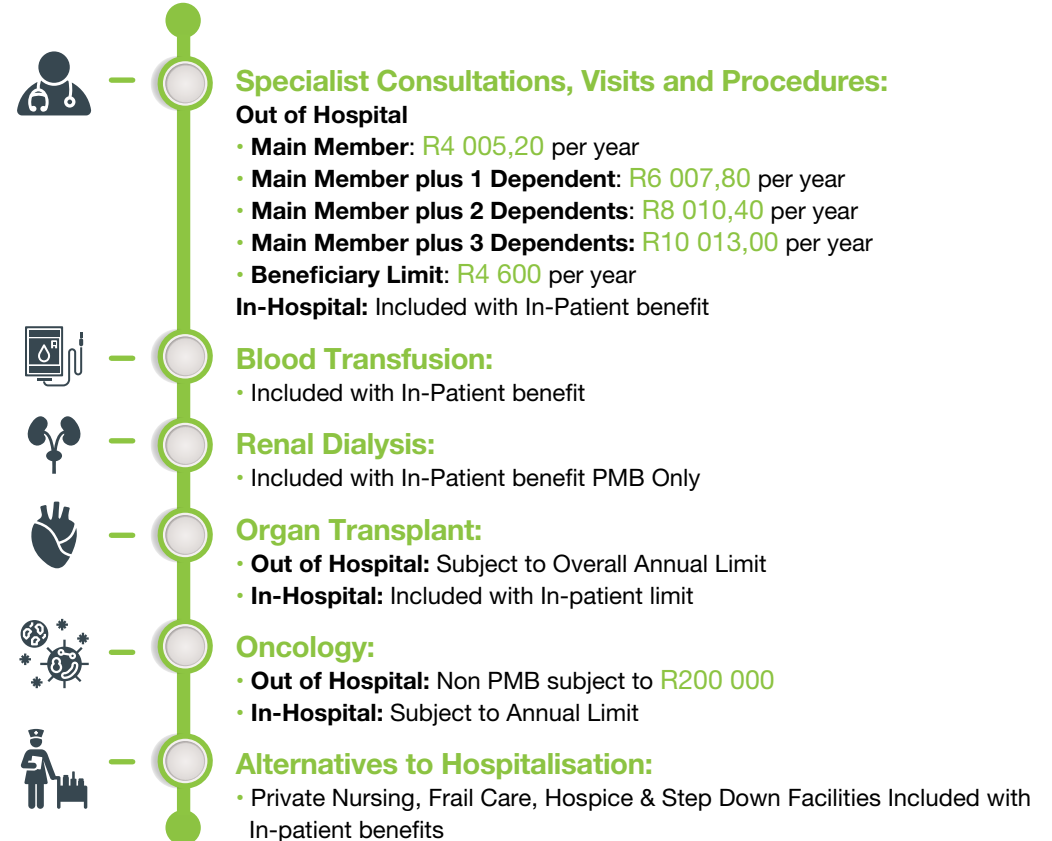 Specialist Consultations, Visits and Procedures:
Out of Hospital
• Main Member: R4 005,20 per year
• Main Member plus 1 Dependent: R6 007,80 per year
• Main Member plus 2 Dependents: R8 010,40 per year
• Main Member plus 3 Dependents: R10 013,00 per year
• Beneficiary Limit: R4 600 per year
In-Hospital: Included with In-Patient benefit
Blood Transfusion:
• Included with In-Patient benefit
Renal Dialysis:
• Included with In-Patient benefit PMB Only
Organ Transplant:
• Out of Hospital: Subject to Overall Annual Limit
• In-Hospital: Included with In-patient limit
Oncology:
• Out of Hospital: Non PMB subject to R200 000
• In-Hospital: Subject to Annual Limit
Alternatives to Hospitalisation:
• Private Nursing, Frail Care, Hospice & Step Down Facilities Included with
In-patient benefits